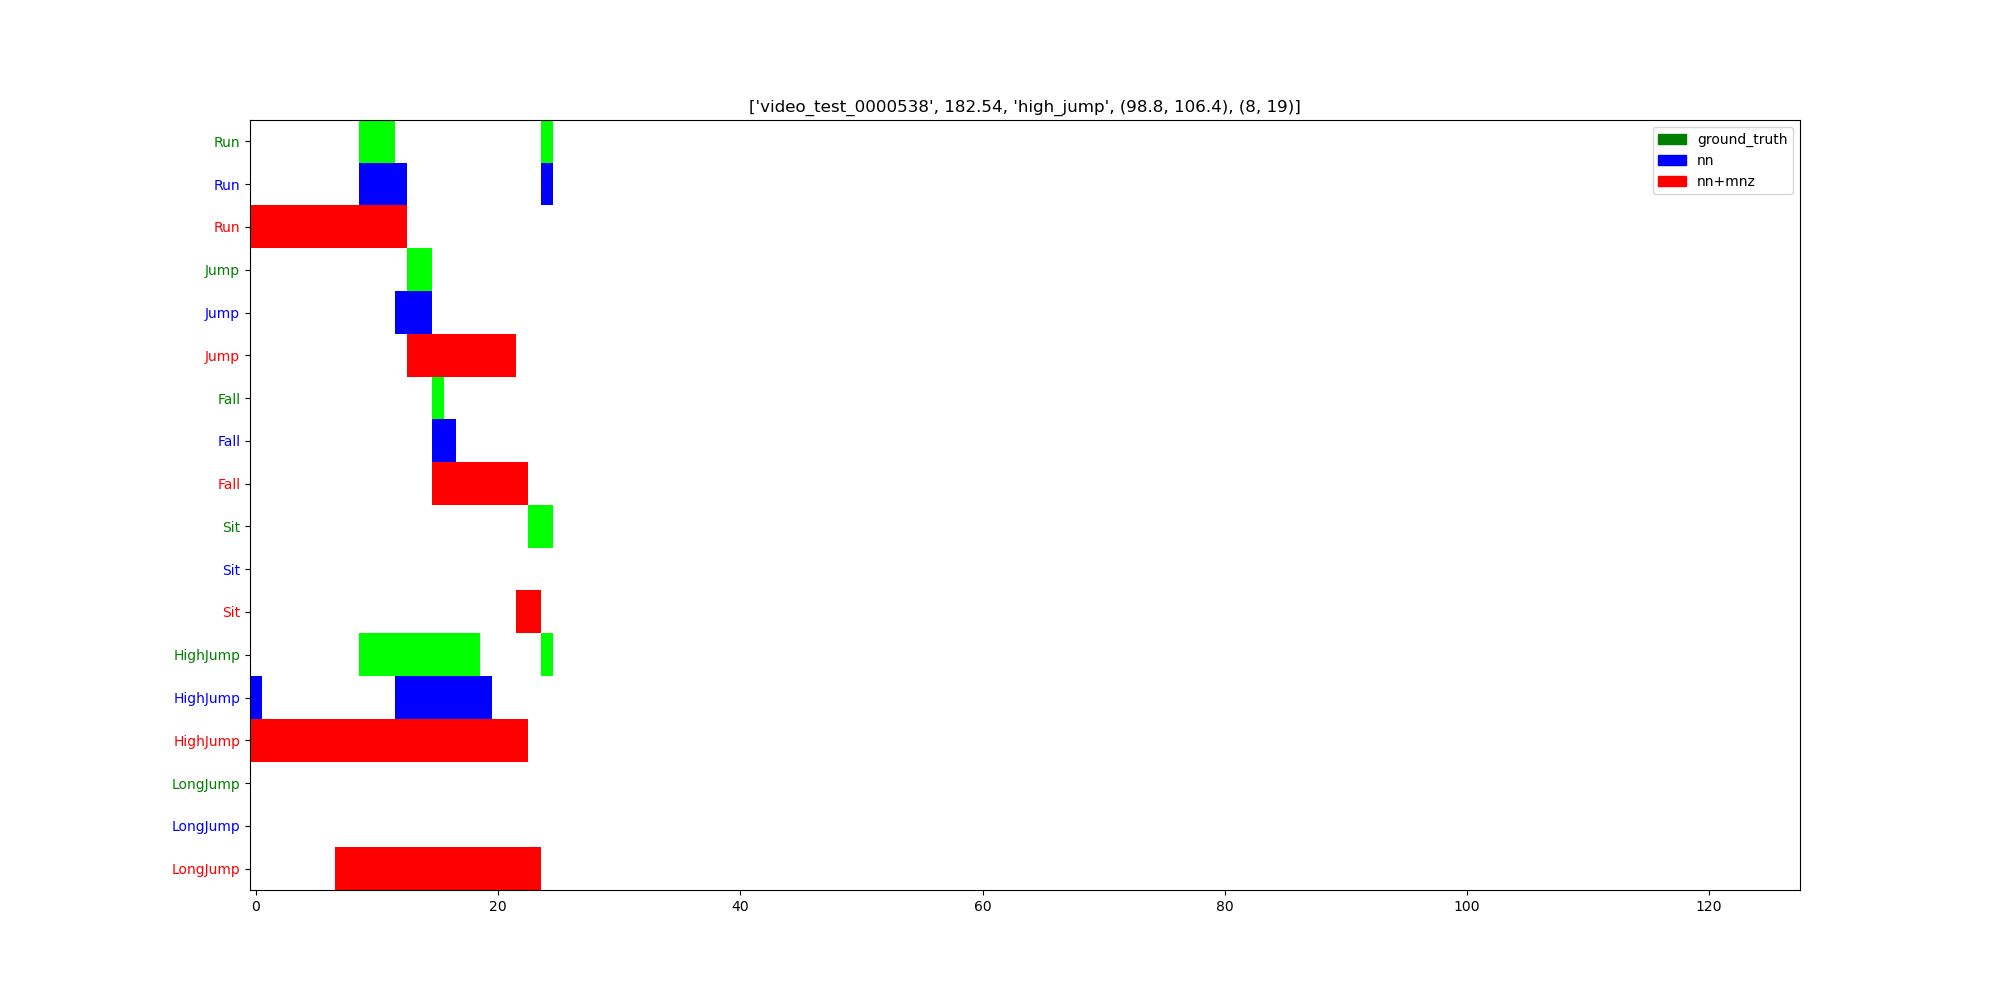 ['video_test_0000538', 182.54, 'high_jump', (98.8, 106.4), (8, 19)]
ground_truth
nn
nn+mnz
Run
Run
Run
Jump
Jump
Jump
Fall
Fall
Fall
Sit
Sit
Sit
HighJump
HighJump
HighJump
LongJump
LongJump
LongJump
0 20 40 60 80 100 120